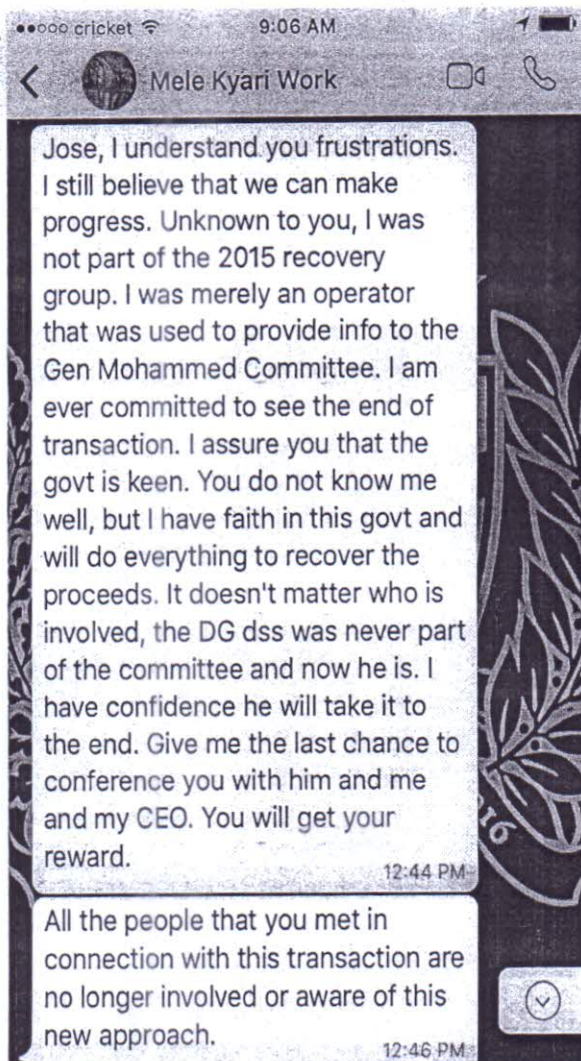 cricket 9:06 AM
Mele Kyari Work
Jose, I understand you frustrations.
I still believe that we can make
progress. Unknown to you, I was
not part of the 2015 recovery
group. I was merely an operator
that was used to provide info to the
Gen Mohammed Committee. I am
ever committed to see the end of
transaction. I assure you that the
govt is keen. You do not know me
well, but I have faith in this govt and
will do everything to recover the
proceeds. It doesn't matter who is
involved, the DG dss was never part
of the committee and now he is. I
have confidence he will take it to
the end. Give me the last chance to
conference you with him and me
and my CEO. You will get your
reward.
12:44 PM
All the people that you met in
connection with this transaction are
no longer involved or aware of this
new approach.
12:46 PM